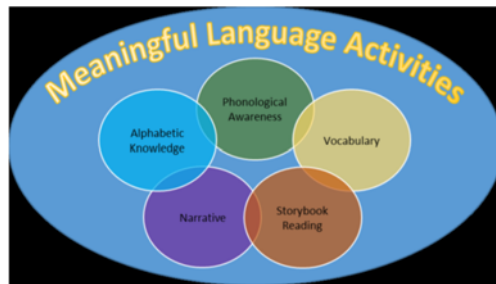 Meaningful Language Activities
Phonological
Awareness
Alphabetic
Knowledge
Vocabulary
Narrative
Storybook
Reading